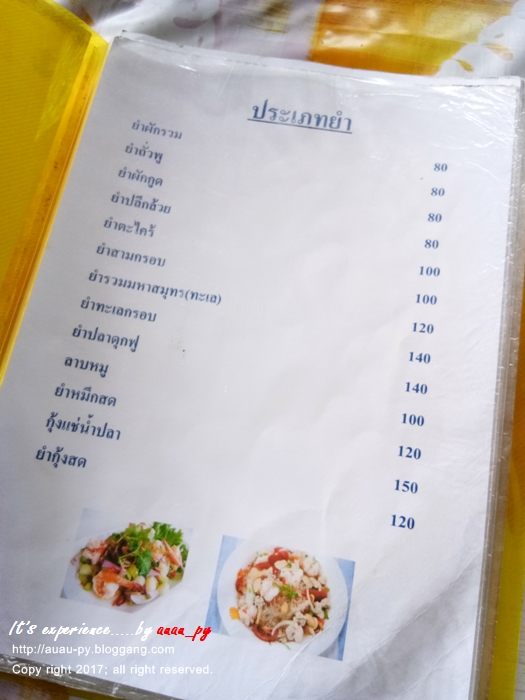 ประเภทยำ
ยำผักรวม 80
ยำถั่วพู 80
ยำผักกูด 80
ยำปลีกล้วย 80
ยำตะไคร้ 100
ยำสามกรอบ 100
ยำรวมมหาสมุทร(ทะเล) 120
ยำทะเลกรอบ 140
ยำปลาดุกฟู 140
ลาบหมู 100
ยำหมึกสด 120
กุ้งแช่น้ำปลา 150
ยำกุ้งสด 120
It's experience.....by auau_py
http://auau-py.bloggang.com
Copy right 2017; all right reserved.